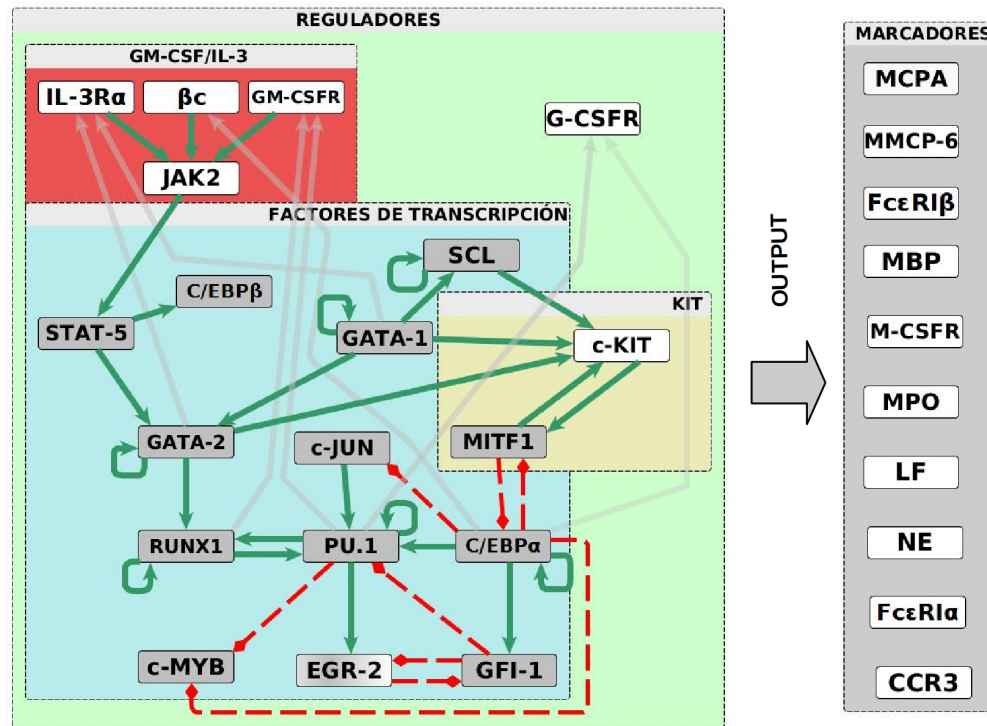 REGULADORES
GM-CSF/IL-3
IL-3Rα
βc
GM-CSFR
JAK2
G-CSFR
FACTORES DE TRANSCRIPCIÓN
SCL
C/EBPβ
STAT-5
GATA-1
KIT
c-KIT
GATA-2
c-JUN
MITF1
RUNX1
PU.1
C/EBPα
c-MYB
EGR-2
GFI-1
OUTPUT
MARCADORES
MCPA
MMCP-6
FcεRIβ
MBP
M-CSFR
MPO
LF
NE
FcεRIα
CCR3